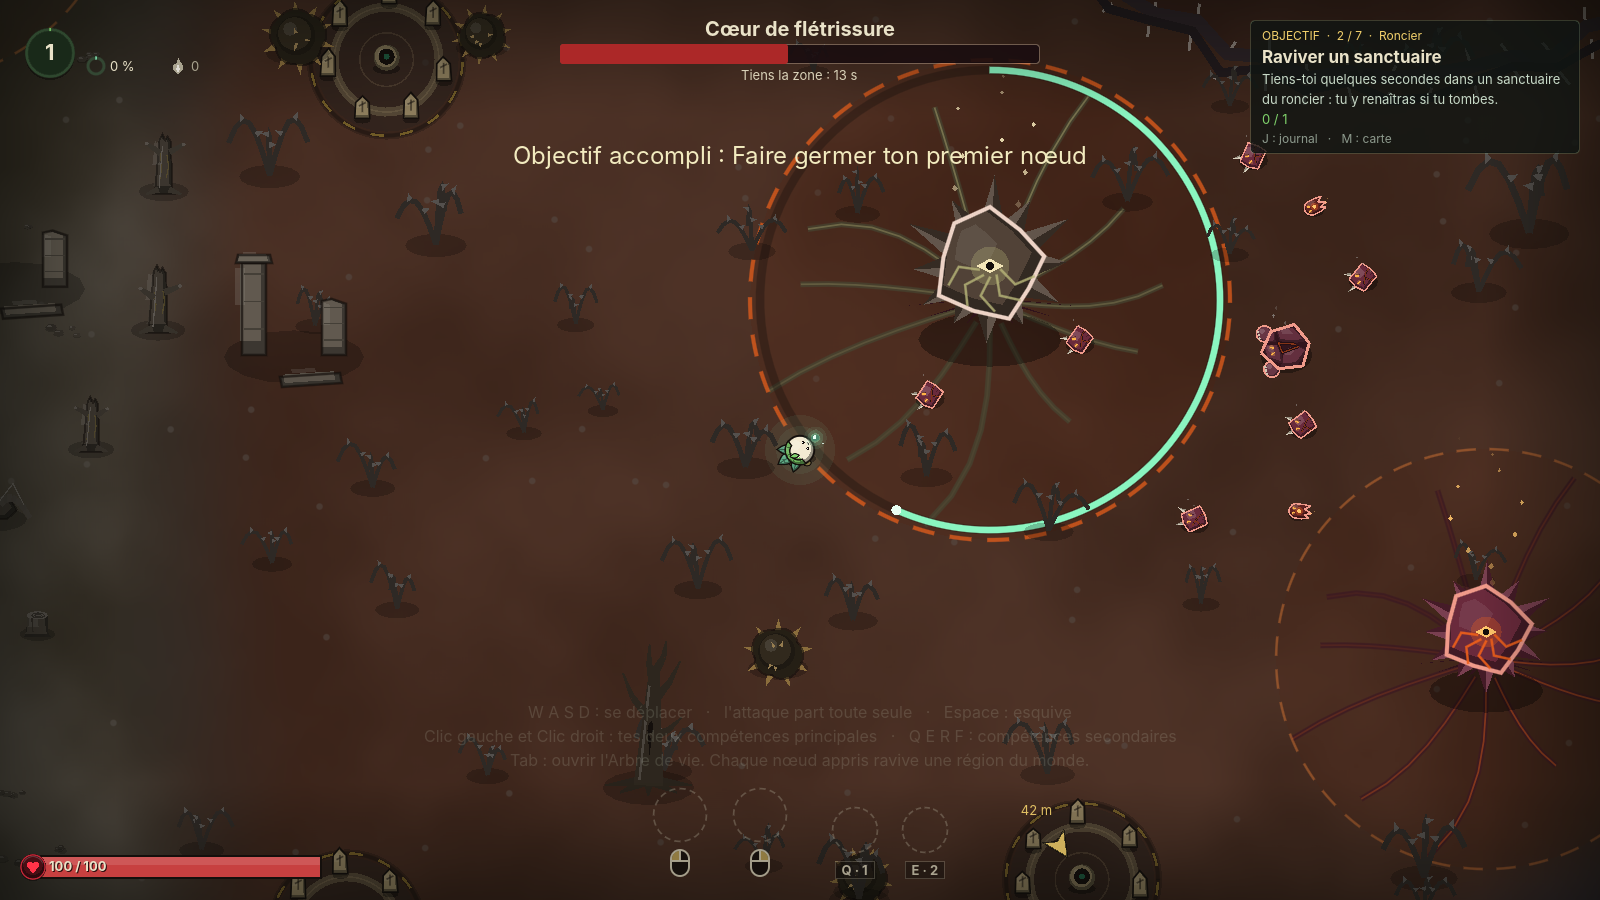 Cœur de flétrissure
Tiens la zone : 13 s
1
0 %
0
OBJECTIF · 2 / 7 · Roncier
Raviver un sanctuaire
Tiens-toi quelques secondes dans un sanctuaire
du roncier : tu y renaîtras si tu tombes.
0 / 1
J : journal · M : carte
Objectif accompli : Faire germer ton premier nœud
W A S D : se déplacer · l'attaque part toute seule · Espace : esquive
Clic gauche et Clic droit : tes deux compétences principales · Q E R F : compétences secondaires
Tab : ouvrir l'Arbre de vie. Chaque nœud appris ravive une région du monde.
42 m
100 / 100
Q · 1
E · 2